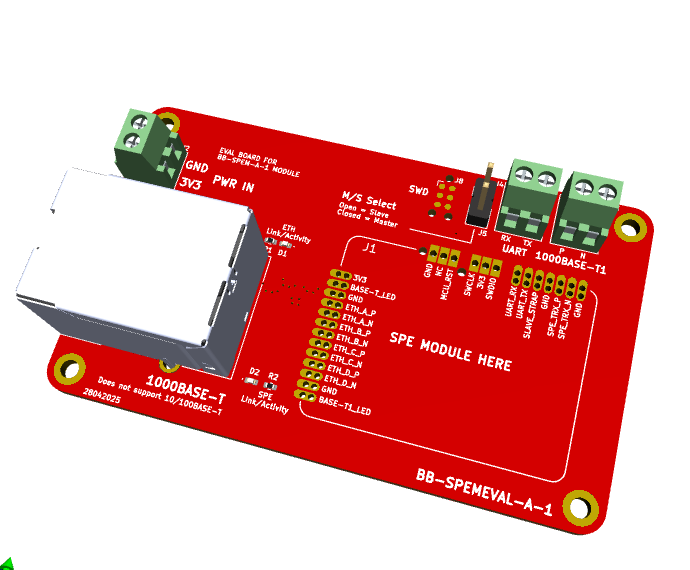 EVAL BOARD FOR
BB-SPEM-A-1 MODULE
GND
3V3
PWR IN
ETH
Link/Activity
D1
M/S Select
Open = Slave
Closed = Master
SWD
J8
J5
RX
TX
UART
P
N
1000BASE-T1
J1
GND
NC
MCU_RST
SWCLK
3V3
SWDIO
UART_RX
UART_TX
SLAVE_STRAP
GND
SPE_TRX_P
SPE_TRX_N
GND
3V3
BASE-T_LED
GND
ETH_A_P
ETH_A_N
ETH_B_P
ETH_B_N
ETH_C_P
ETH_C_N
ETH_D_P
ETH_D_N
GND
BASE-T1_LED
SPE MODULE HERE
D2
R2
SPE
Link/Activity
1000BASE-T
Does not support 10/100BASE-T
28042025
BB-SPEMEVAL-A-1